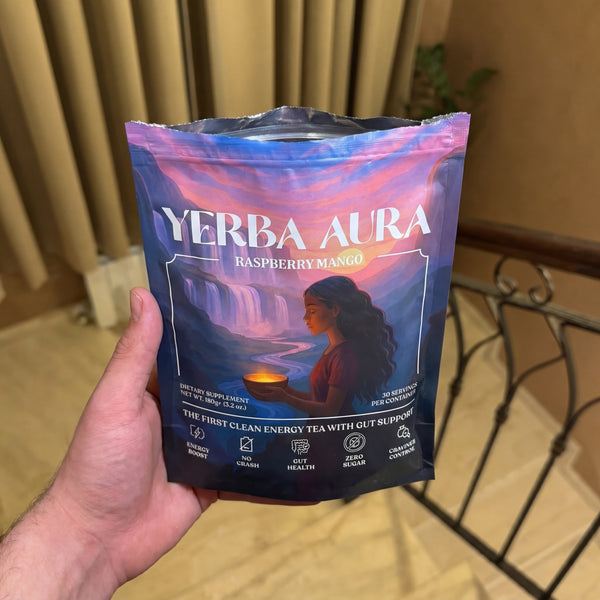 YERBA AURA
RASPBERRY MANGO
DIETARY SUPPLEMENT
NET WT. 180g• (3.2 oz.)
30 SERVINGS
PER CONTAINER
THE FIRST CLEAN ENERGY TEA WITH GUT SUPPORT
ENERGY
BOOST
NO
CRASH
GUT
HEALTH
ZERO
SUGAR
CRAVINGS
CONTROL